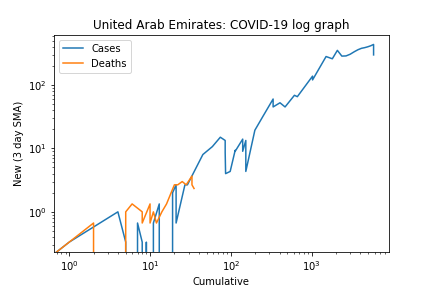 United Arab Emirates: COVID-19 log graph
Cases
Deaths
New (3 day SMA)
10²
10¹
10⁰
10⁰ 10¹ 10² 10³
Cumulative